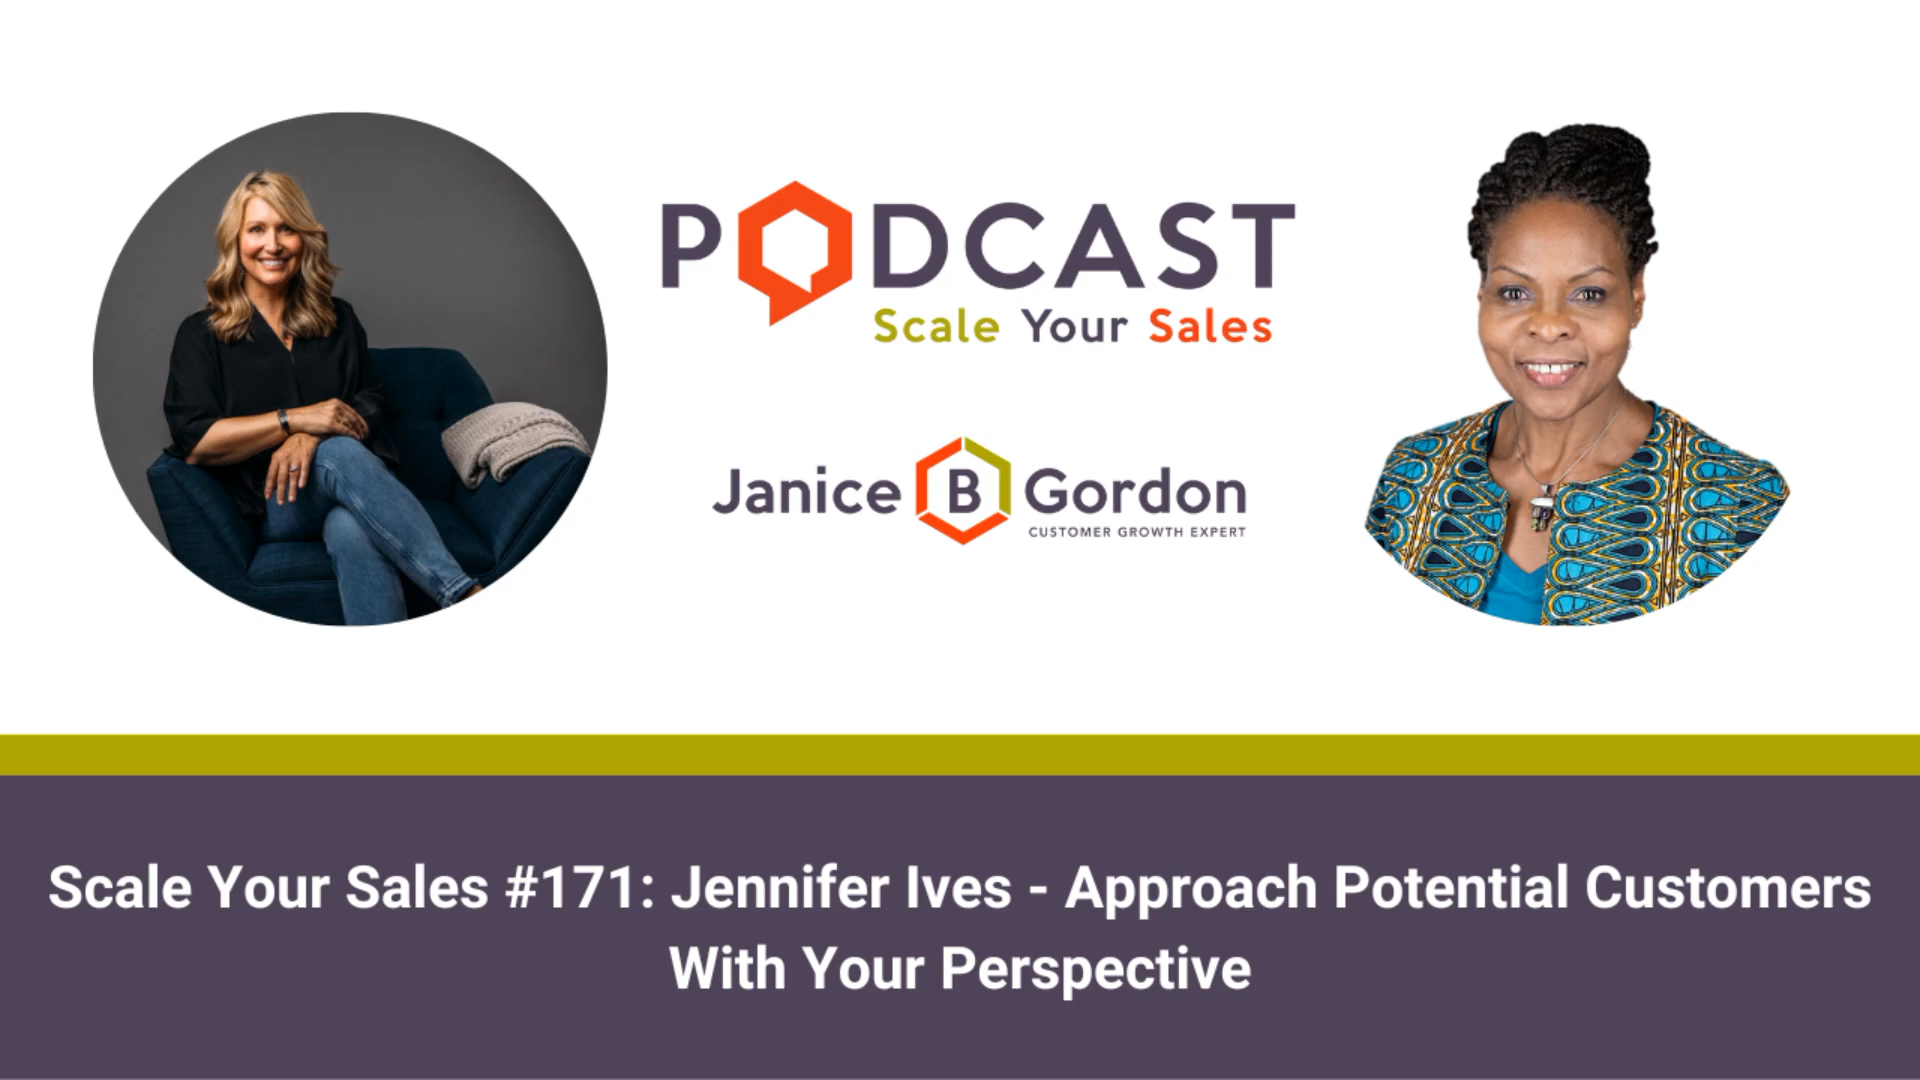 PODCAST
Scale Your Sales
Janice B Gordon
CUSTOMER GROWTH EXPERT
Scale Your Sales #171: Jennifer Ives - Approach Potential Customers
With Your Perspective